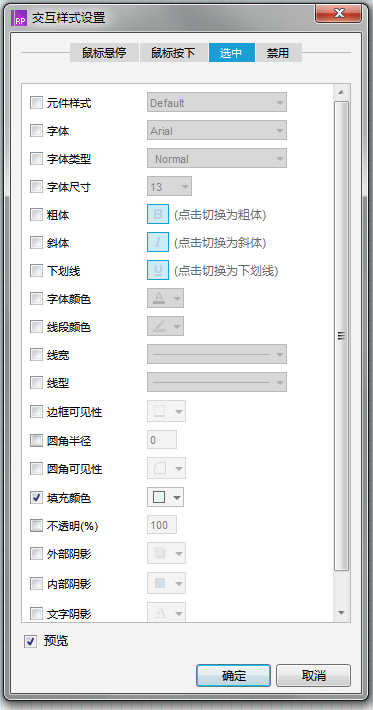 RP 交互样式设置
鼠标悬停 鼠标按下 选中 禁用
元件样式 Default
字体 Arial
字体类型 Normal
字体尺寸 13
粗体 B (点击切换为粗体)
斜体 I (点击切换为斜体)
下划线 U (点击切换为下划线)
字体颜色 A
线段颜色
线宽
线型
边框可见性
圆角半径 0
圆角可见性
填充颜色
不透明(%) 100
外部阴影
内部阴影
文字阴影 A
预览
确定 取消